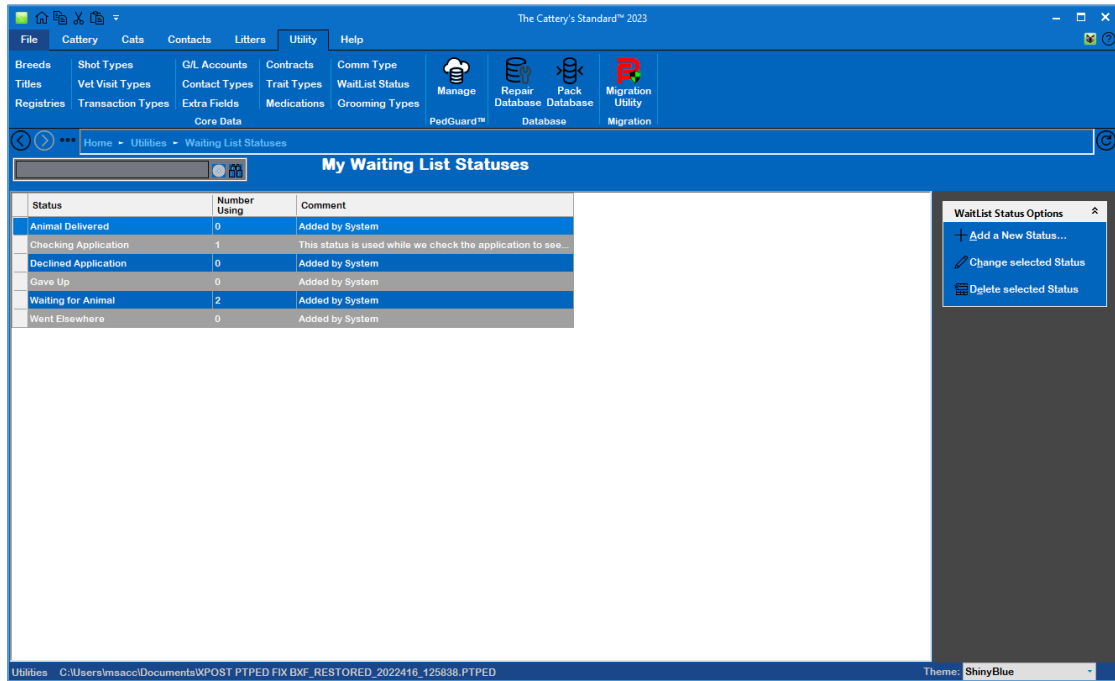 The Cattery's Standard™ 2023
File Cattery Cats Contacts Litters Utility Help
Breeds Shot Types G/L Accounts Contracts Comm Type
Titles Vet Visit Types Contact Types Trait Types WaitList Status
Registries Transaction Types Extra Fields Medications Grooming Types
Manage
Repair Database
Pack Database
Migration Utility
Core Data PedGuard™ Database Migration
Home Utilities Waiting List Statuses
My Waiting List Statuses
Status Number Using Comment
Animal Delivered 0 Added by System
Checking Application 1 This status is used while we check the application to see...
Declined Application 0 Added by System
Gave Up 0 Added by System
Waiting for Animal 2 Added by System
Went Elsewhere 0 Added by System
WaitList Status Options
Add a New Status...
Change selected Status
Delete selected Status
Utilities C:\Users\msacc\Documents\XPOST PTPED FIX BXF_RESTORED_2022416_125838.PTPED Theme: ShinyBlue